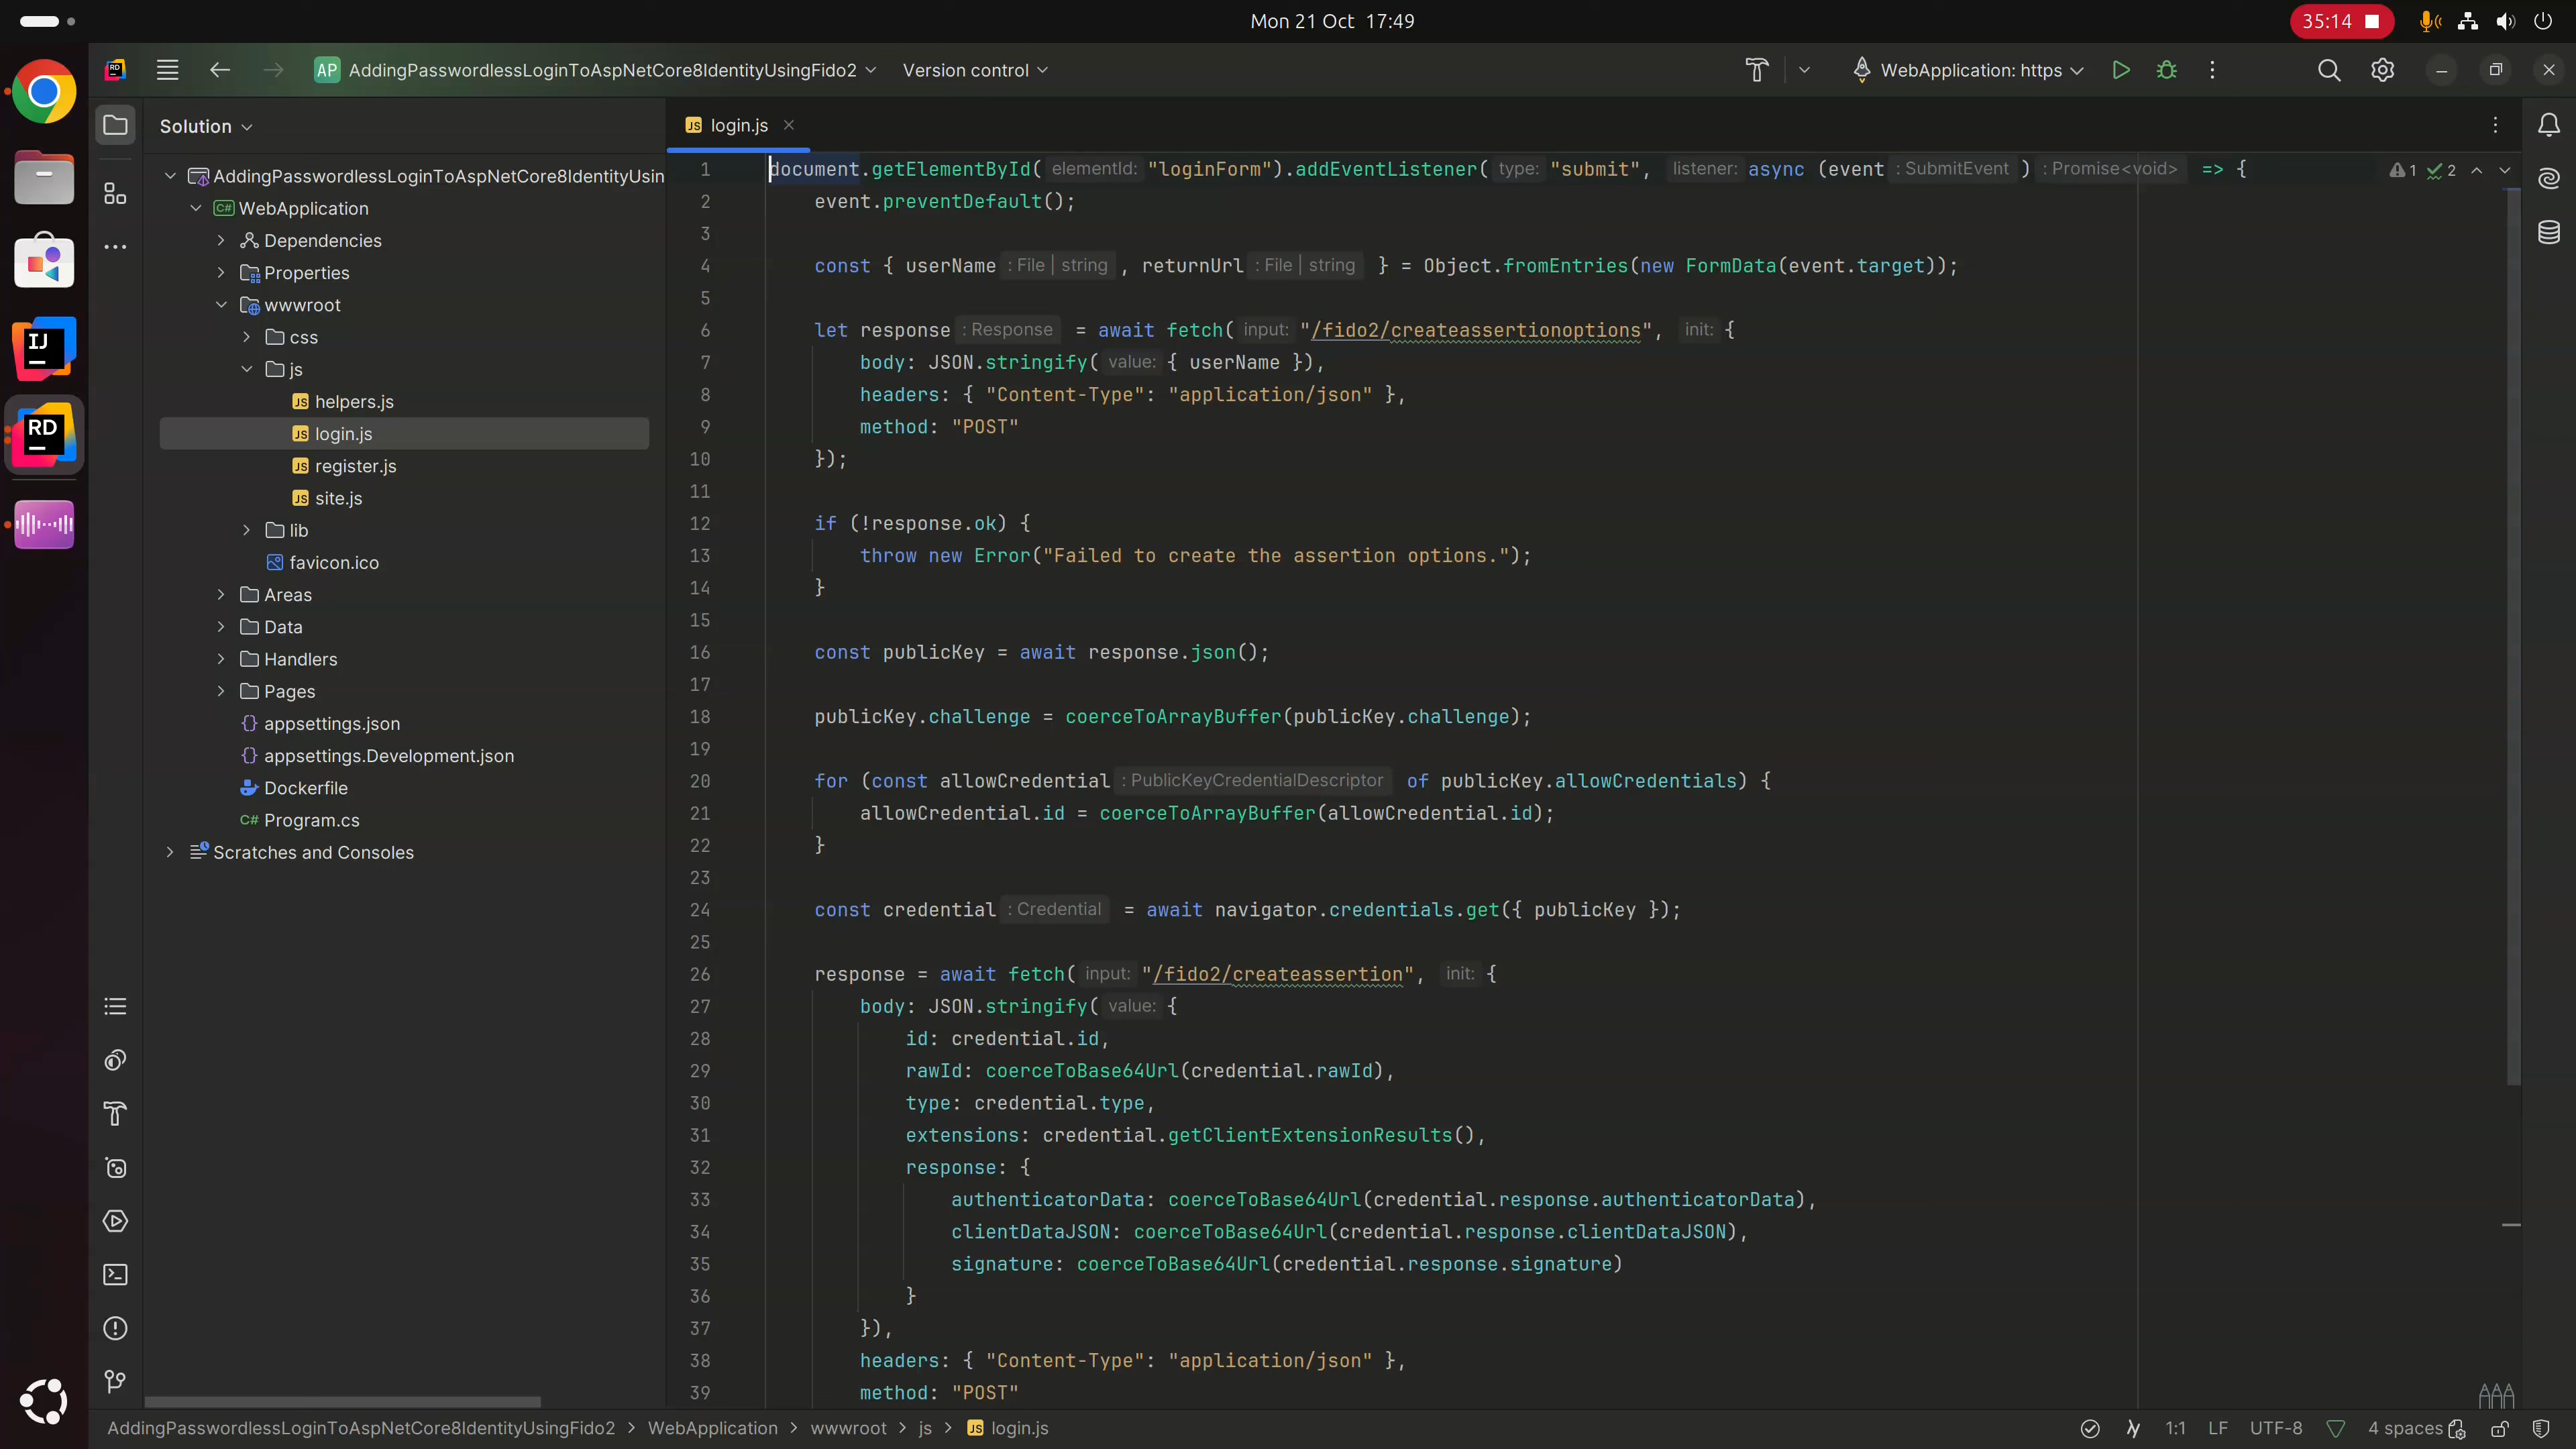 Mon 21 Oct 17:49
35:14
RD
AP AddingPasswordlessLoginToAspNetCore8IdentityUsingFido2
Version control
WebApplication: https
IJ
RD
Solution
AddingPasswordlessLoginToAspNetCore8IdentityUsin
C# WebApplication
Dependencies
Properties
wwwroot
css
js
JS helpers.js
JS login.js
JS register.js
JS site.js
lib
favicon.ico
Areas
Data
Handlers
Pages
{} appsettings.json
{} appsettings.Development.json
Dockerfile
C# Program.cs
Scratches and Consoles
JS login.js
1 document.getElementById( elementId: "loginForm").addEventListener( type: "submit", listener: async (event : SubmitEvent ) : Promise<void> => {
1 2
2 event.preventDefault();
3
4 const { userName : File | string , returnUrl : File | string } = Object.fromEntries(new FormData(event.target));
5
6 let response : Response = await fetch( input: "/fido2/createassertionoptions", init: {
7 body: JSON.stringify( value: { userName }),
8 headers: { "Content-Type": "application/json" },
9 method: "POST"
10 });
11
12 if (!response.ok) {
13 throw new Error("Failed to create the assertion options.");
14 }
15
16 const publicKey = await response.json();
17
18 publicKey.challenge = coerceToArrayBuffer(publicKey.challenge);
19
20 for (const allowCredential : PublicKeyCredentialDescriptor of publicKey.allowCredentials) {
21 allowCredential.id = coerceToArrayBuffer(allowCredential.id);
22 }
23
24 const credential : Credential = await navigator.credentials.get({ publicKey });
25
26 response = await fetch( input: "/fido2/createassertion", init: {
27 body: JSON.stringify( value: {
28 id: credential.id,
29 rawId: coerceToBase64Url(credential.rawId),
30 type: credential.type,
31 extensions: credential.getClientExtensionResults(),
32 response: {
33 authenticatorData: coerceToBase64Url(credential.response.authenticatorData),
34 clientDataJSON: coerceToBase64Url(credential.response.clientDataJSON),
35 signature: coerceToBase64Url(credential.response.signature)
36 }
37 }),
38 headers: { "Content-Type": "application/json" },
39 method: "POST"
AddingPasswordlessLoginToAspNetCore8IdentityUsingFido2 > WebApplication > wwwroot > js > JS login.js
1:1 LF UTF-8 4 spaces